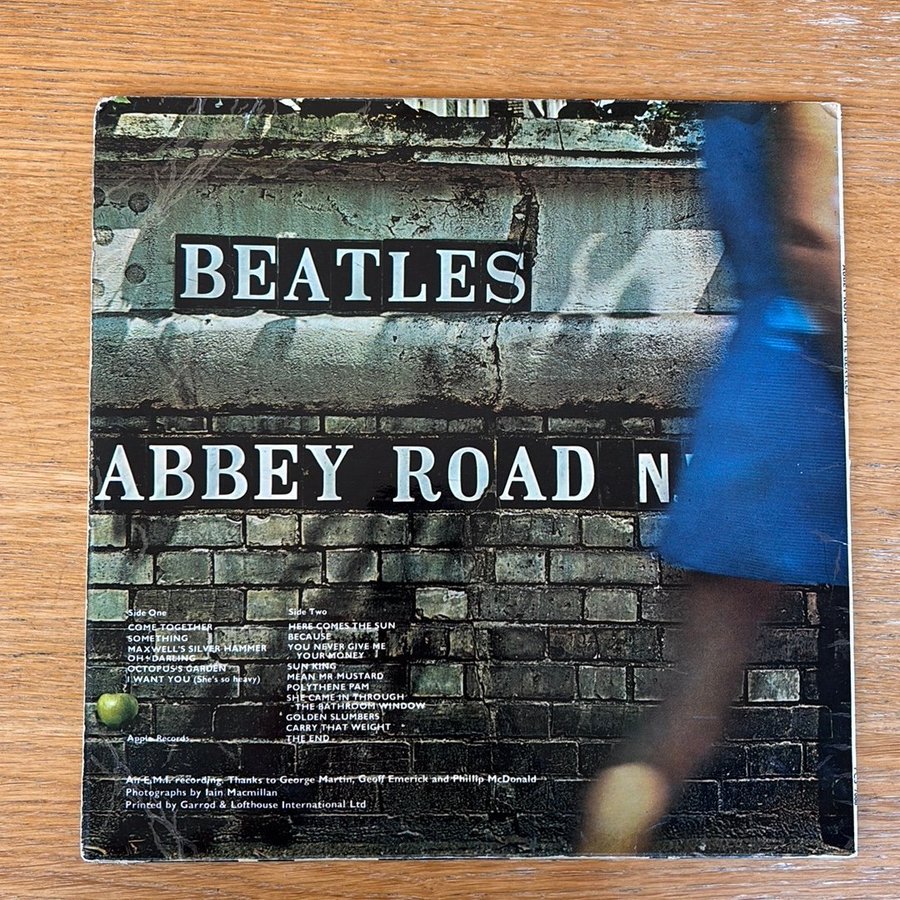 BEATLES
ABBEY ROAD N
Side One
COME TOGETHER
SOMETHING
MAXWELL'S SILVER HAMMER
OH! DARLING
OCTOPUS'S GARDEN
I WANT YOU (She's so heavy)
Apple Records
Side Two
HERE COMES THE SUN
BECAUSE
YOU NEVER GIVE ME
YOUR MONEY
SUN KING
MEAN MR MUSTARD
POLYTHENE PAM
SHE CAME IN THROUGH
THE BATHROOM WINDOW
GOLDEN SLUMBERS
CARRY THAT WEIGHT
THE END
An E.M.I. recording. Thanks to George Martin, Geoff Emerick and Phillip McDonald
Photographs by Iain Macmillan
Printed by Garrod & Lofthouse International Ltd
ABBEY ROAD THE BEATLES